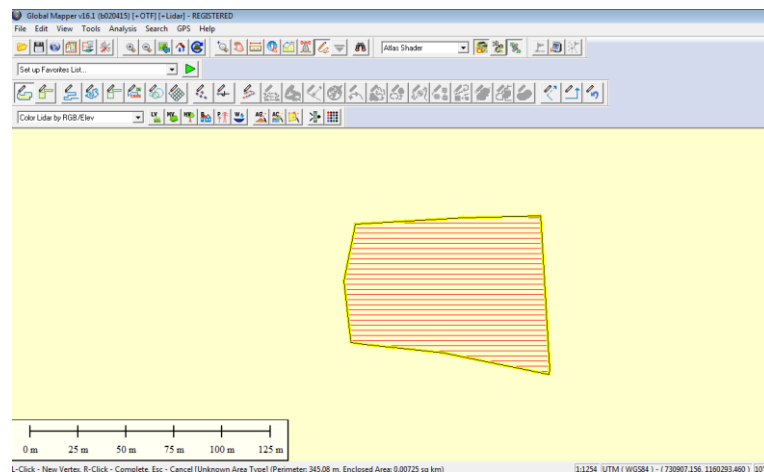 Global Mapper v16.1 (b020415) [+OTF] [+Lidar] - REGISTERED
File Edit View Tools Analysis Search GPS Help
Atlas Shader
Set up Favorites List...
Color Lidar by RGB/Elev
0 m 25 m 50 m 75 m 100 m 125 m
L-Click - New Vertex, R-Click - Complete, Esc - Cancel [Unknown Area Type] (Perimeter: 345.08 m, Enclosed Area: 0.00725 sq km) 1:1254 UTM ( WGS84 ) - ( 730907.156, 1160293.460 )